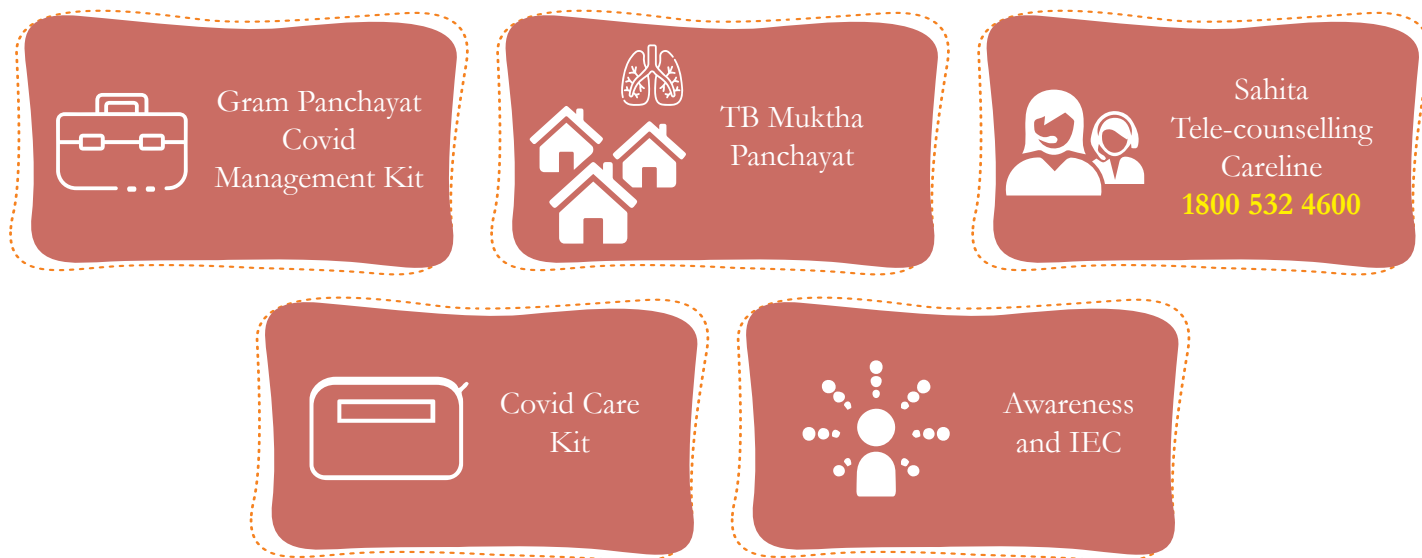 Gram Panchayat
Covid
Management Kit
TB Muktha
Panchayat
Sahita
Tele-counselling
Careline
1800 532 4600
Covid Care
Kit
Awareness
and IEC